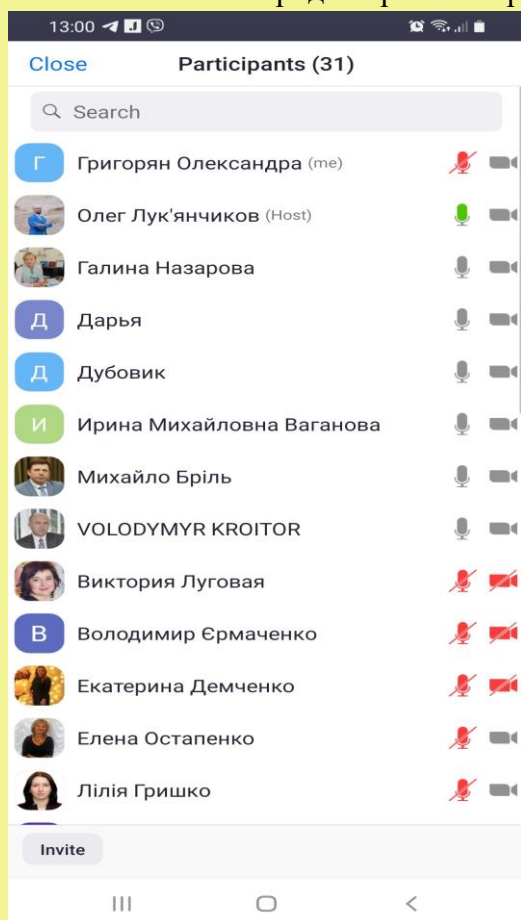 13:00
Close Participants (31)
Search
Г Григорян Олександра (me)
Олег Лук'янчиков (Host)
Галина Назарова
Д Дарья
Д Дубовик
И Ирина Михайловна Ваганова
Михайло Бріль
VOLODYMYR KROITOR
Виктория Луговая
В Володимир Єрмаченко
Екатерина Демченко
Елена Остапенко
Лілія Гришко
Invite